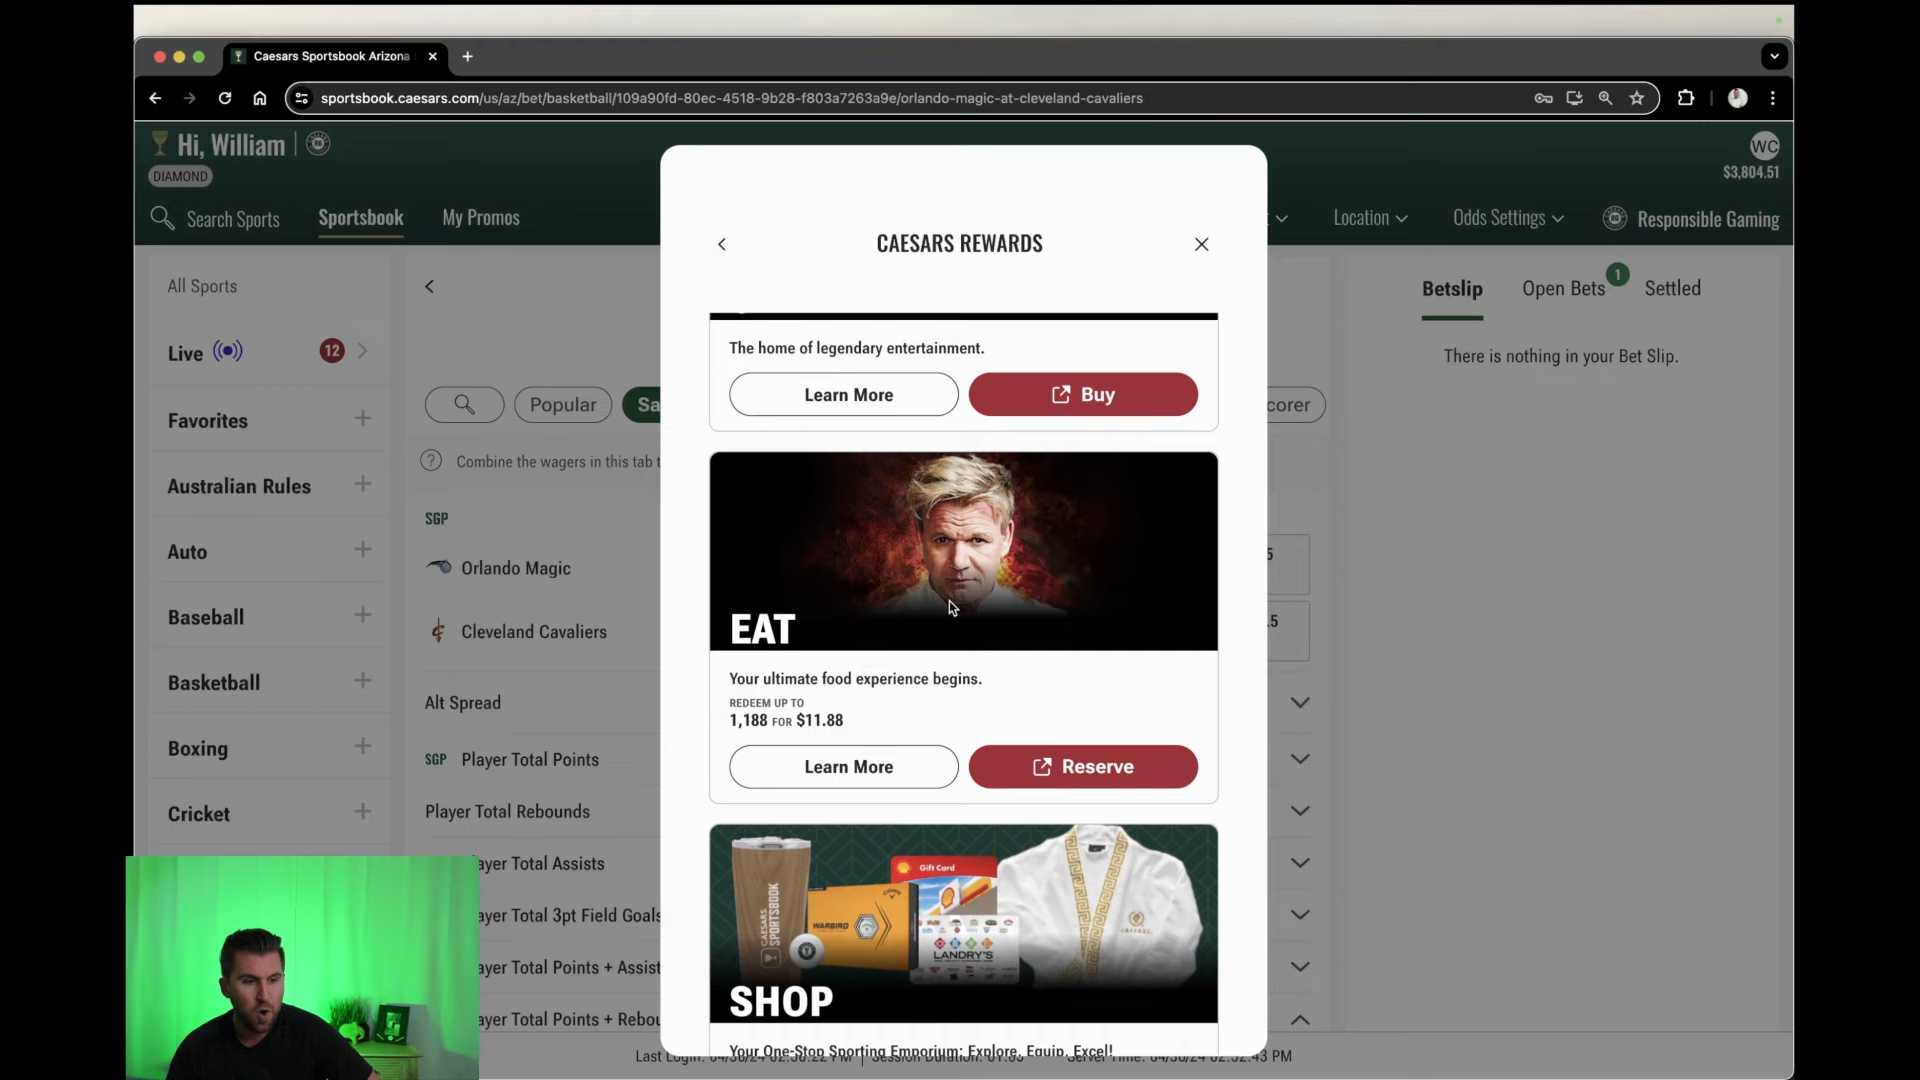 Caesars Sportsbook Arizona
sportsbook.caesars.com/us/az/bet/basketball/109a90fd-80ec-4518-9b28-f803a7263a9e/orlando-magic-at-cleveland-cavaliers
Hi, William
DIAMOND
WC
$3,804.51
Search Sports
Sportsbook
My Promos
Location
Odds Settings
Responsible Gaming
All Sports
Live
12
Favorites
Australian Rules
Auto
Baseball
Basketball
Boxing
Cricket
Popular
Sa
corer
Combine the wagers in this tab t
SGP
Orlando Magic
5
Cleveland Cavaliers
.5
Alt Spread
SGP Player Total Points
Player Total Rebounds
ayer Total Assists
ayer Total 3pt Field Goals
ayer Total Points + Assist
ayer Total Points + Rebou
CAESARS REWARDS
The home of legendary entertainment.
Learn More
Buy
EAT
Your ultimate food experience begins.
REDEEM UP TO
1,188 FOR $11.88
Learn More
Reserve
CAESARS SPORTSBOOK
WARBIRD
Gift Card
LANDRY'S
SHOP
Your One-Stop Sporting Emporium: Explore, Equip, Excel!
Betslip
Open Bets
1
Settled
There is nothing in your Bet Slip.